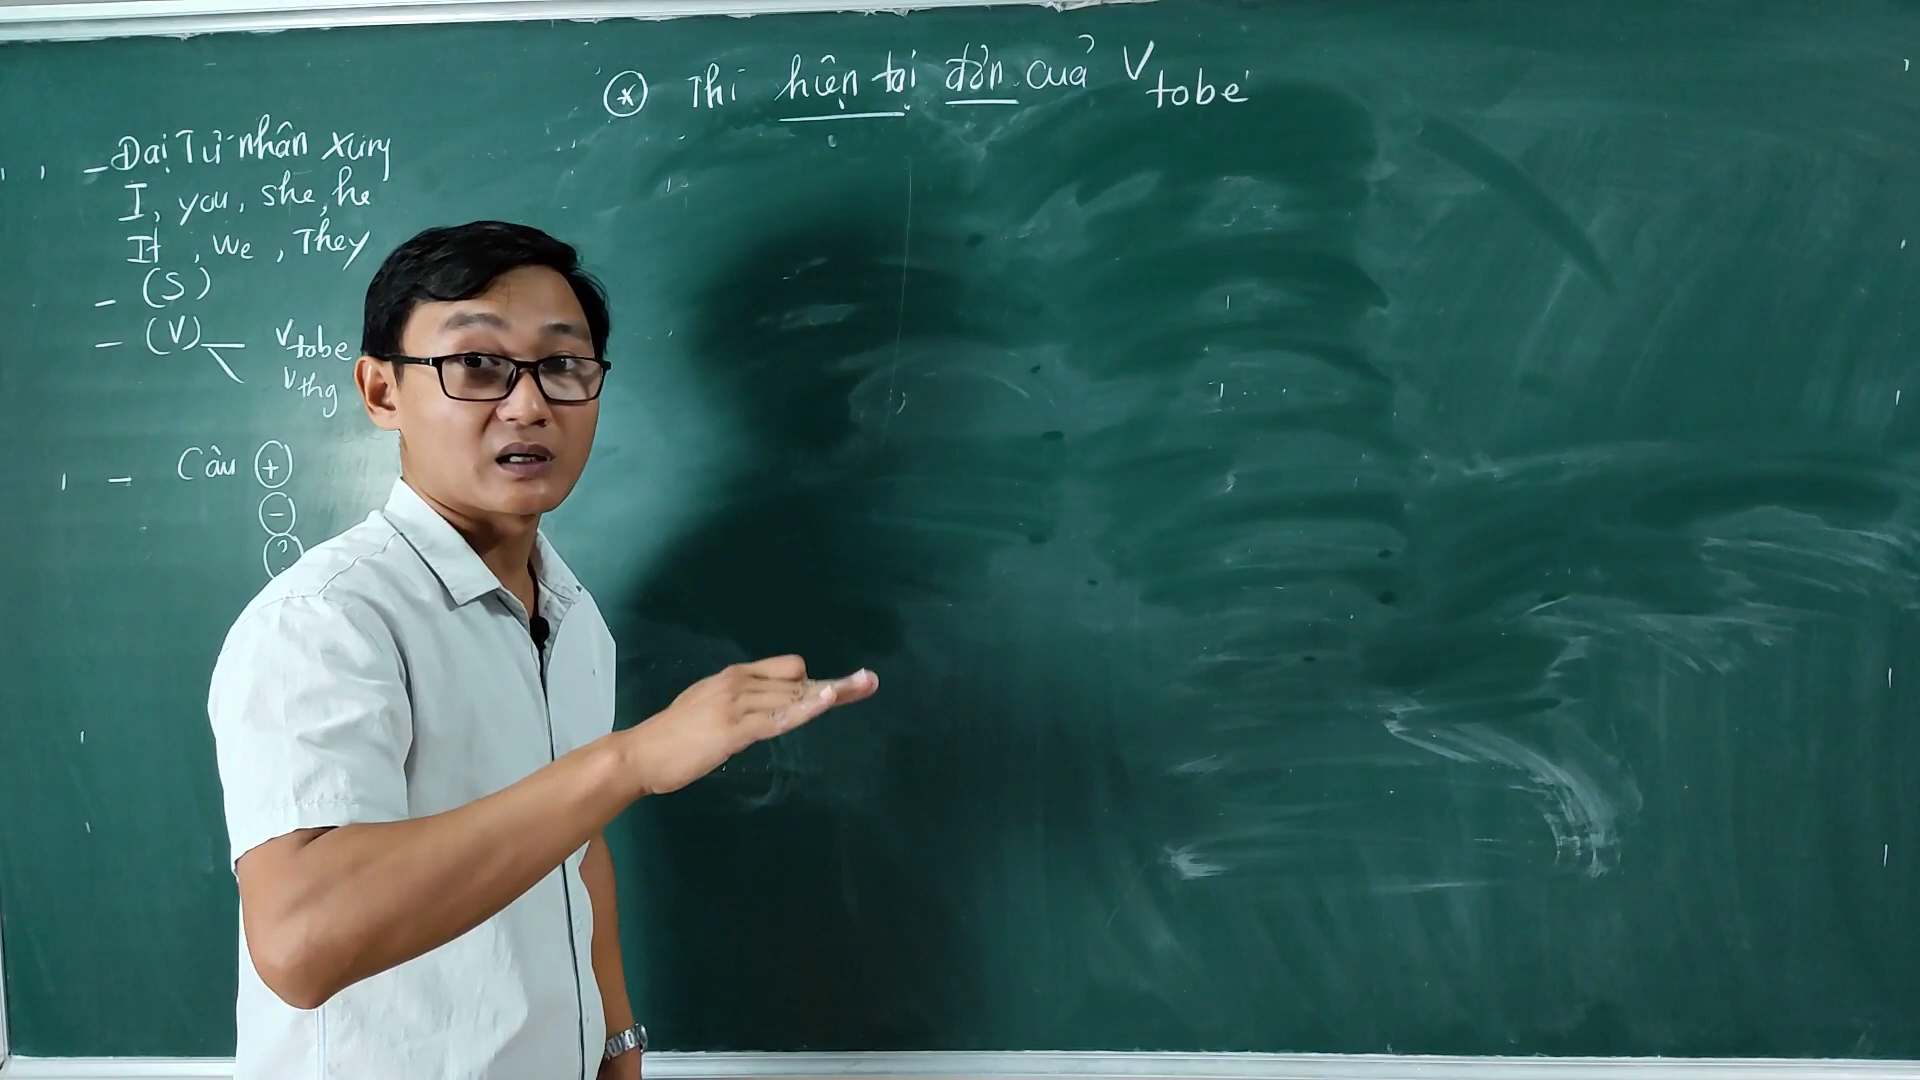 * Thì hiện tại đơn của V tobe
- Đại Từ nhân xưng
I, you, she, he
It, we, They
- (S)
- (V) V tobe
V thg
- Câu +
-
?